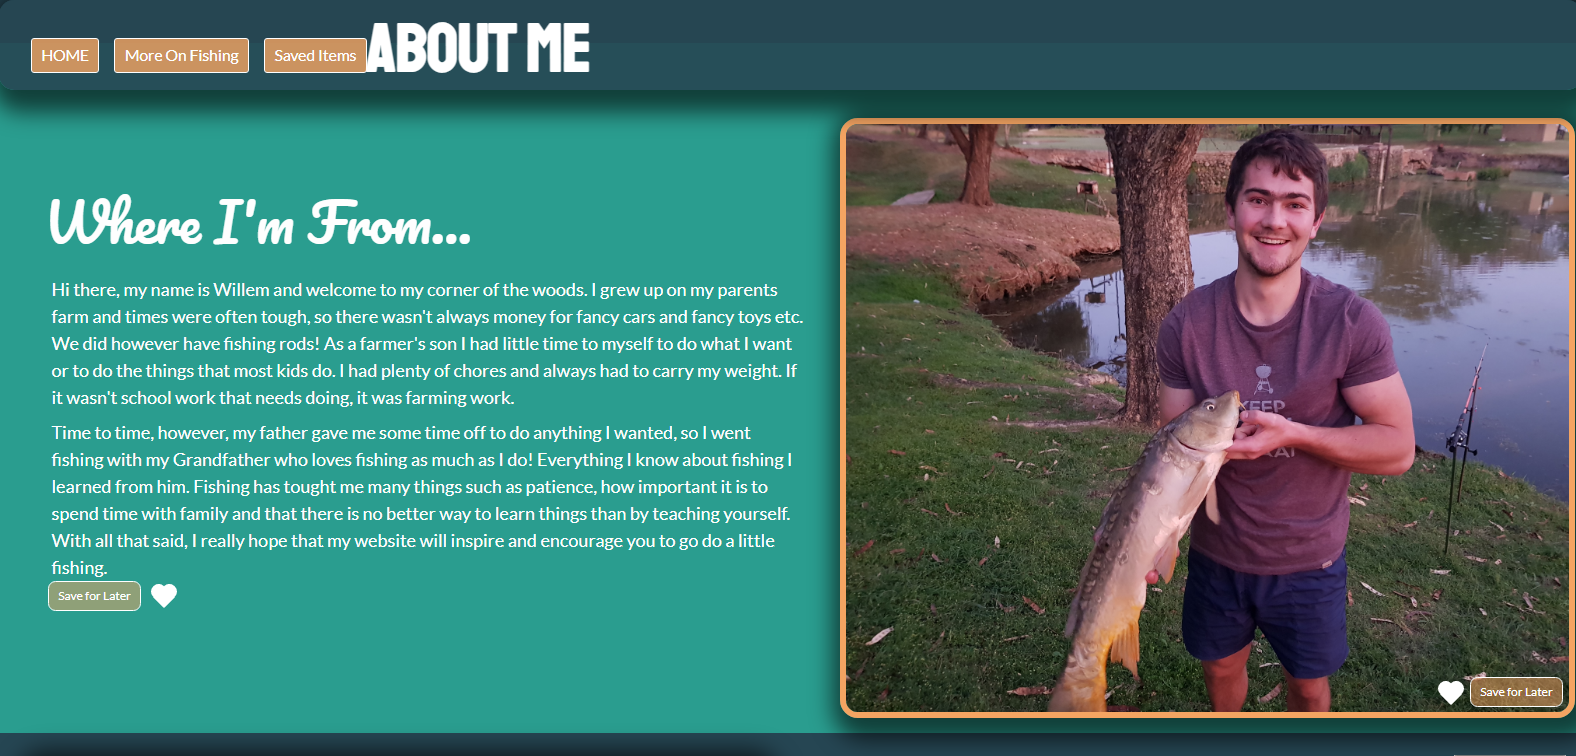 HOME
More On Fishing
Saved Items
ABOUT ME
Where I'm From...
Hi there, my name is Willem and welcome to my corner of the woods. I grew up on my parents
farm and times were often tough, so there wasn't always money for fancy cars and fancy toys etc.
We did however have fishing rods! As a farmer's son I had little time to myself to do what I want
or to do the things that most kids do. I had plenty of chores and always had to carry my weight. If
it wasn't school work that needs doing, it was farming work.
Time to time, however, my father gave me some time off to do anything I wanted, so I went
fishing with my Grandfather who loves fishing as much as I do! Everything I know about fishing I
learned from him. Fishing has tought me many things such as patience, how important it is to
spend time with family and that there is no better way to learn things than by teaching yourself.
With all that said, I really hope that my website will inspire and encourage you to go do a little
fishing.
Save for Later
KEEP
Save for Later